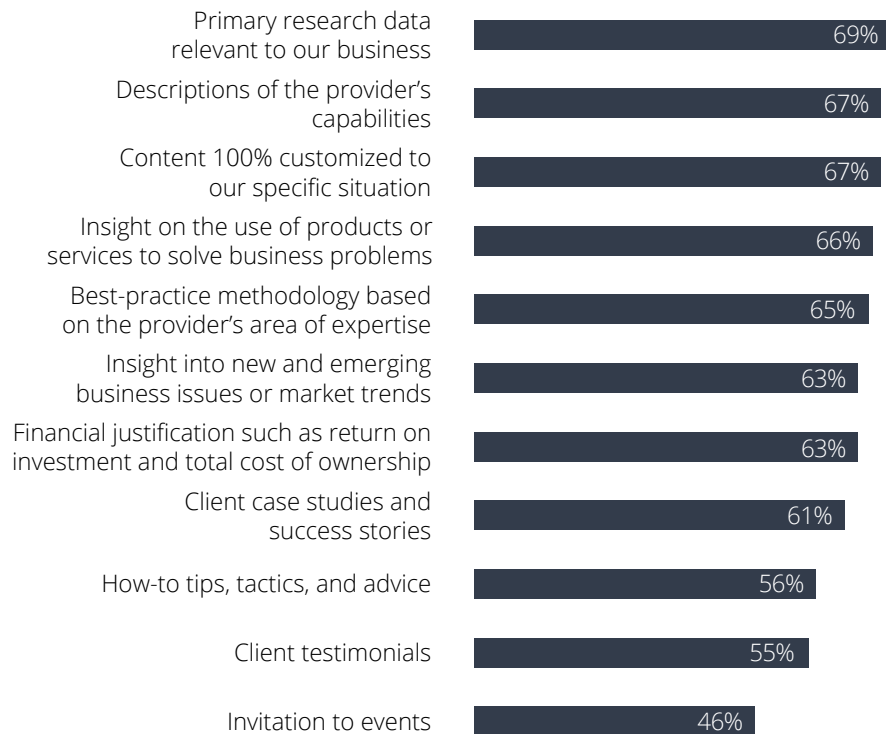 Primary research data
relevant to our business
69%
Descriptions of the provider’s
capabilities
67%
Content 100% customized to
our specific situation
67%
Insight on the use of products or
services to solve business problems
66%
Best-practice methodology based
on the provider’s area of expertise
65%
Insight into new and emerging
business issues or market trends
63%
Financial justification such as return on
investment and total cost of ownership
63%
Client case studies and
success stories
61%
How-to tips, tactics, and advice
56%
Client testimonials
55%
Invitation to events
46%